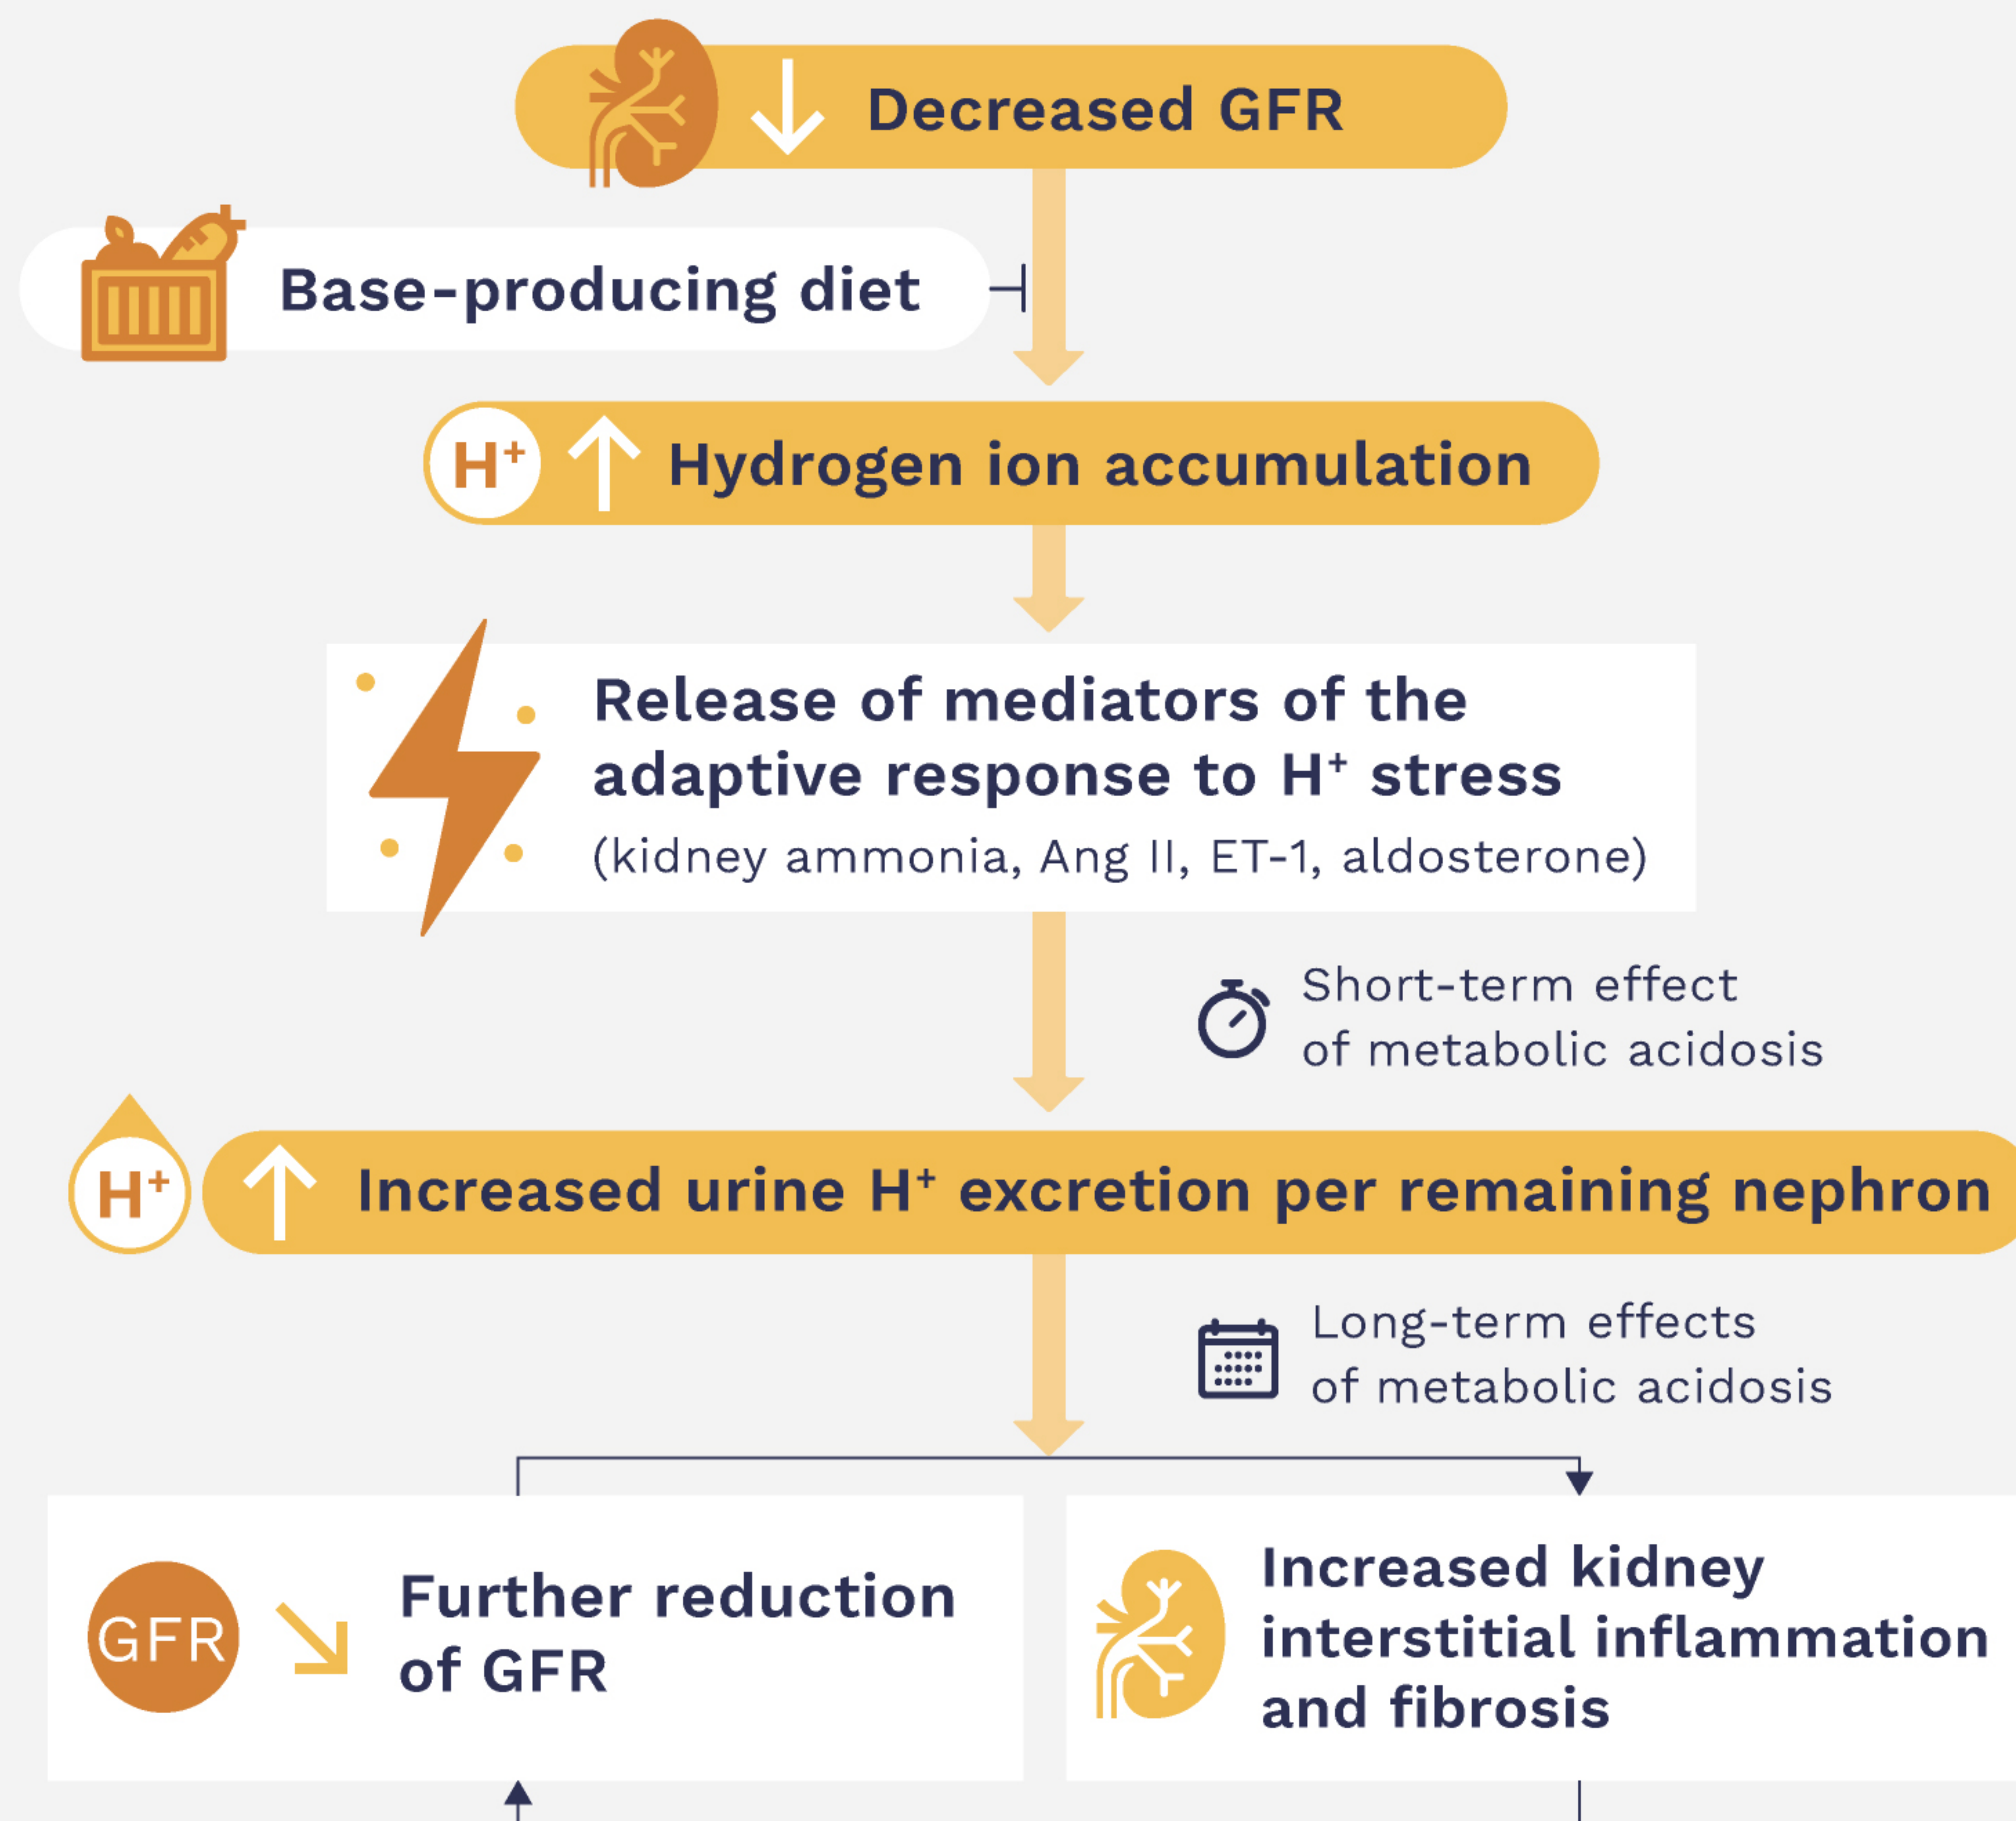 Decreased GFR
Base-producing diet
H⁺
Hydrogen ion accumulation
Release of mediators of the
adaptive response to H⁺ stress
(kidney ammonia, Ang II, ET-1, aldosterone)
Short-term effect
of metabolic acidosis
H⁺
Increased urine H⁺ excretion per remaining nephron
Long-term effects
of metabolic acidosis
GFR
Further reduction
of GFR
Increased kidney
interstitial inflammation
and fibrosis